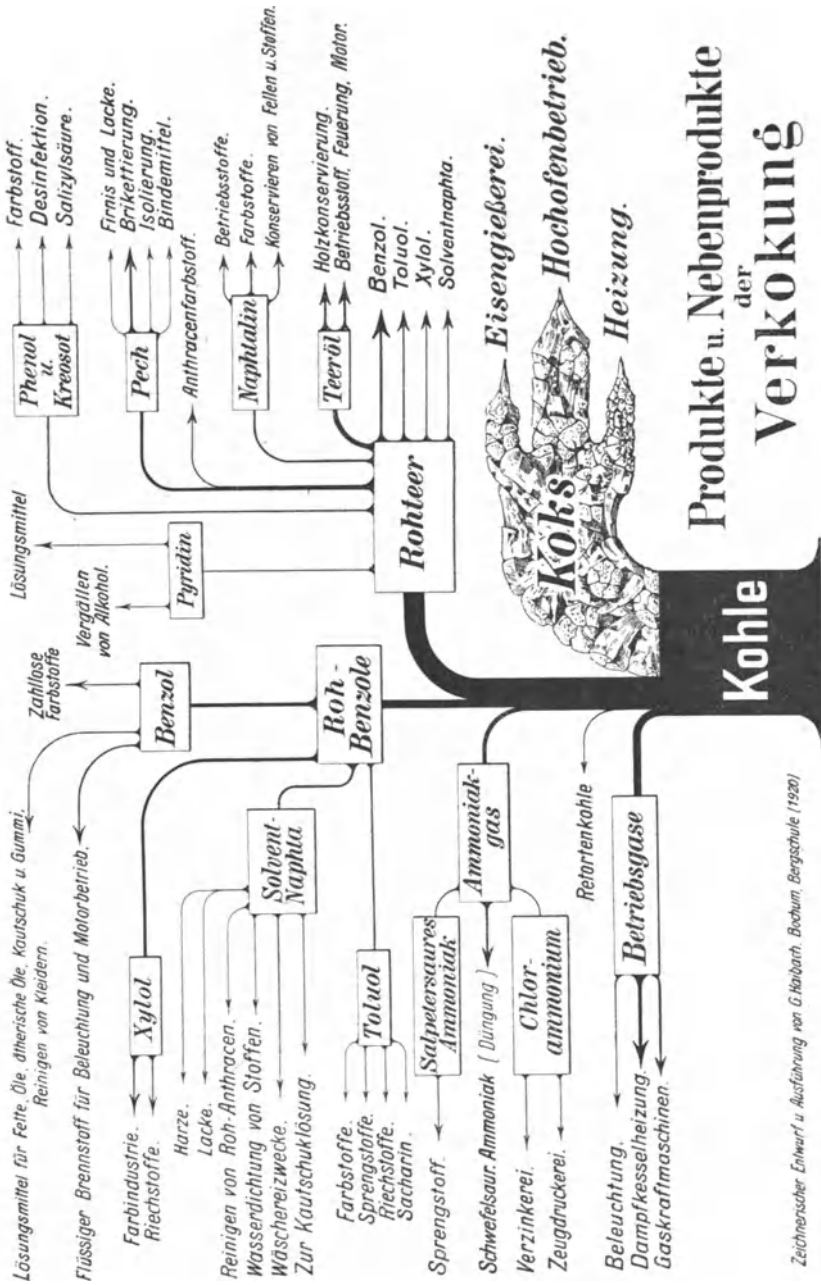 Lösungsmittel für Fette, Öle, ätherische Öle, Kautschuk u. Gummi.
Reinigen von Kleidern.
Flüssiger Brennstoff für Beleuchtung und Motorbetrieb.
Zahllose
Farbstoffe
Benzol
Farbindustrie.
Riechstoffe.
Xylol
Harze.
Lacke.
Reinigen von Roh-Anthracen.
Wasserdichtung von Stoffen.
Wäschereizwecke.
Zur Kautschuklösung.
Solvent-
Naphta
Roh-
Benzole
Farbstoffe.
Sprengstoffe.
Riechstoffe.
Sacharin.
Toluol
Sprengstoff.
Salpetersaures
Ammoniak
Schwefelsaur. Ammoniak (Düngung)
Ammoniak-
gas
Verzinkerei.
Zeugdruckerei.
Chlor-
ammonium
Retortenkohle
Beleuchtung.
Dampfkesselheizung.
Gaskraftmaschinen.
Betriebsgase
Lösungsmittel
Vergällen
von Alkohol.
Pyridin
Phenol
u.
Kreosot
Farbstoff.
Desinfektion.
Salizylsäure.
Pech
Firnis und Lacke.
Brikettierung.
Isolierung.
Bindemittel.
Anthracenfarbstoff.
Naphtalin
Betriebsstoffe.
Farbstoffe.
Konservieren von Fellen u. Stoffen.
Teeröl
Holzkonservierung.
Betriebsstoff, Feuerung, Motor.
Rohteer
Benzol.
Toluol.
Xylol.
Solventnaphta.
Koks
Eisengießerei.
Hochofenbetrieb.
Heizung.
Kohle
Produkte u. Nebenprodukte
der
Verkokung
Zeichnerischer Entwurf u. Ausführung von G. Haibach, Bochum, Bergschule (1920)